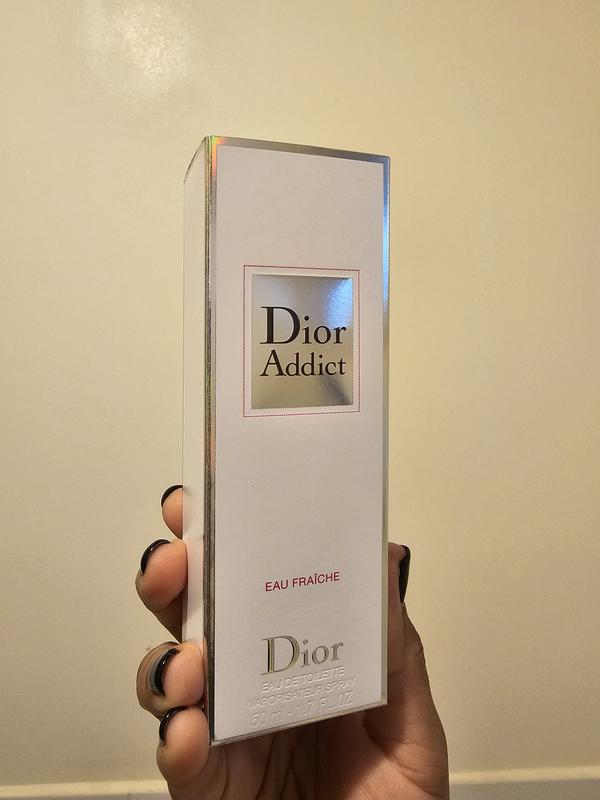 Dior
Addict
EAU FRAÎCHE
Dior
EAU DE TOILETTE
VAPORISATEUR SPRAY
50 ml - 1.7 FL.OZ